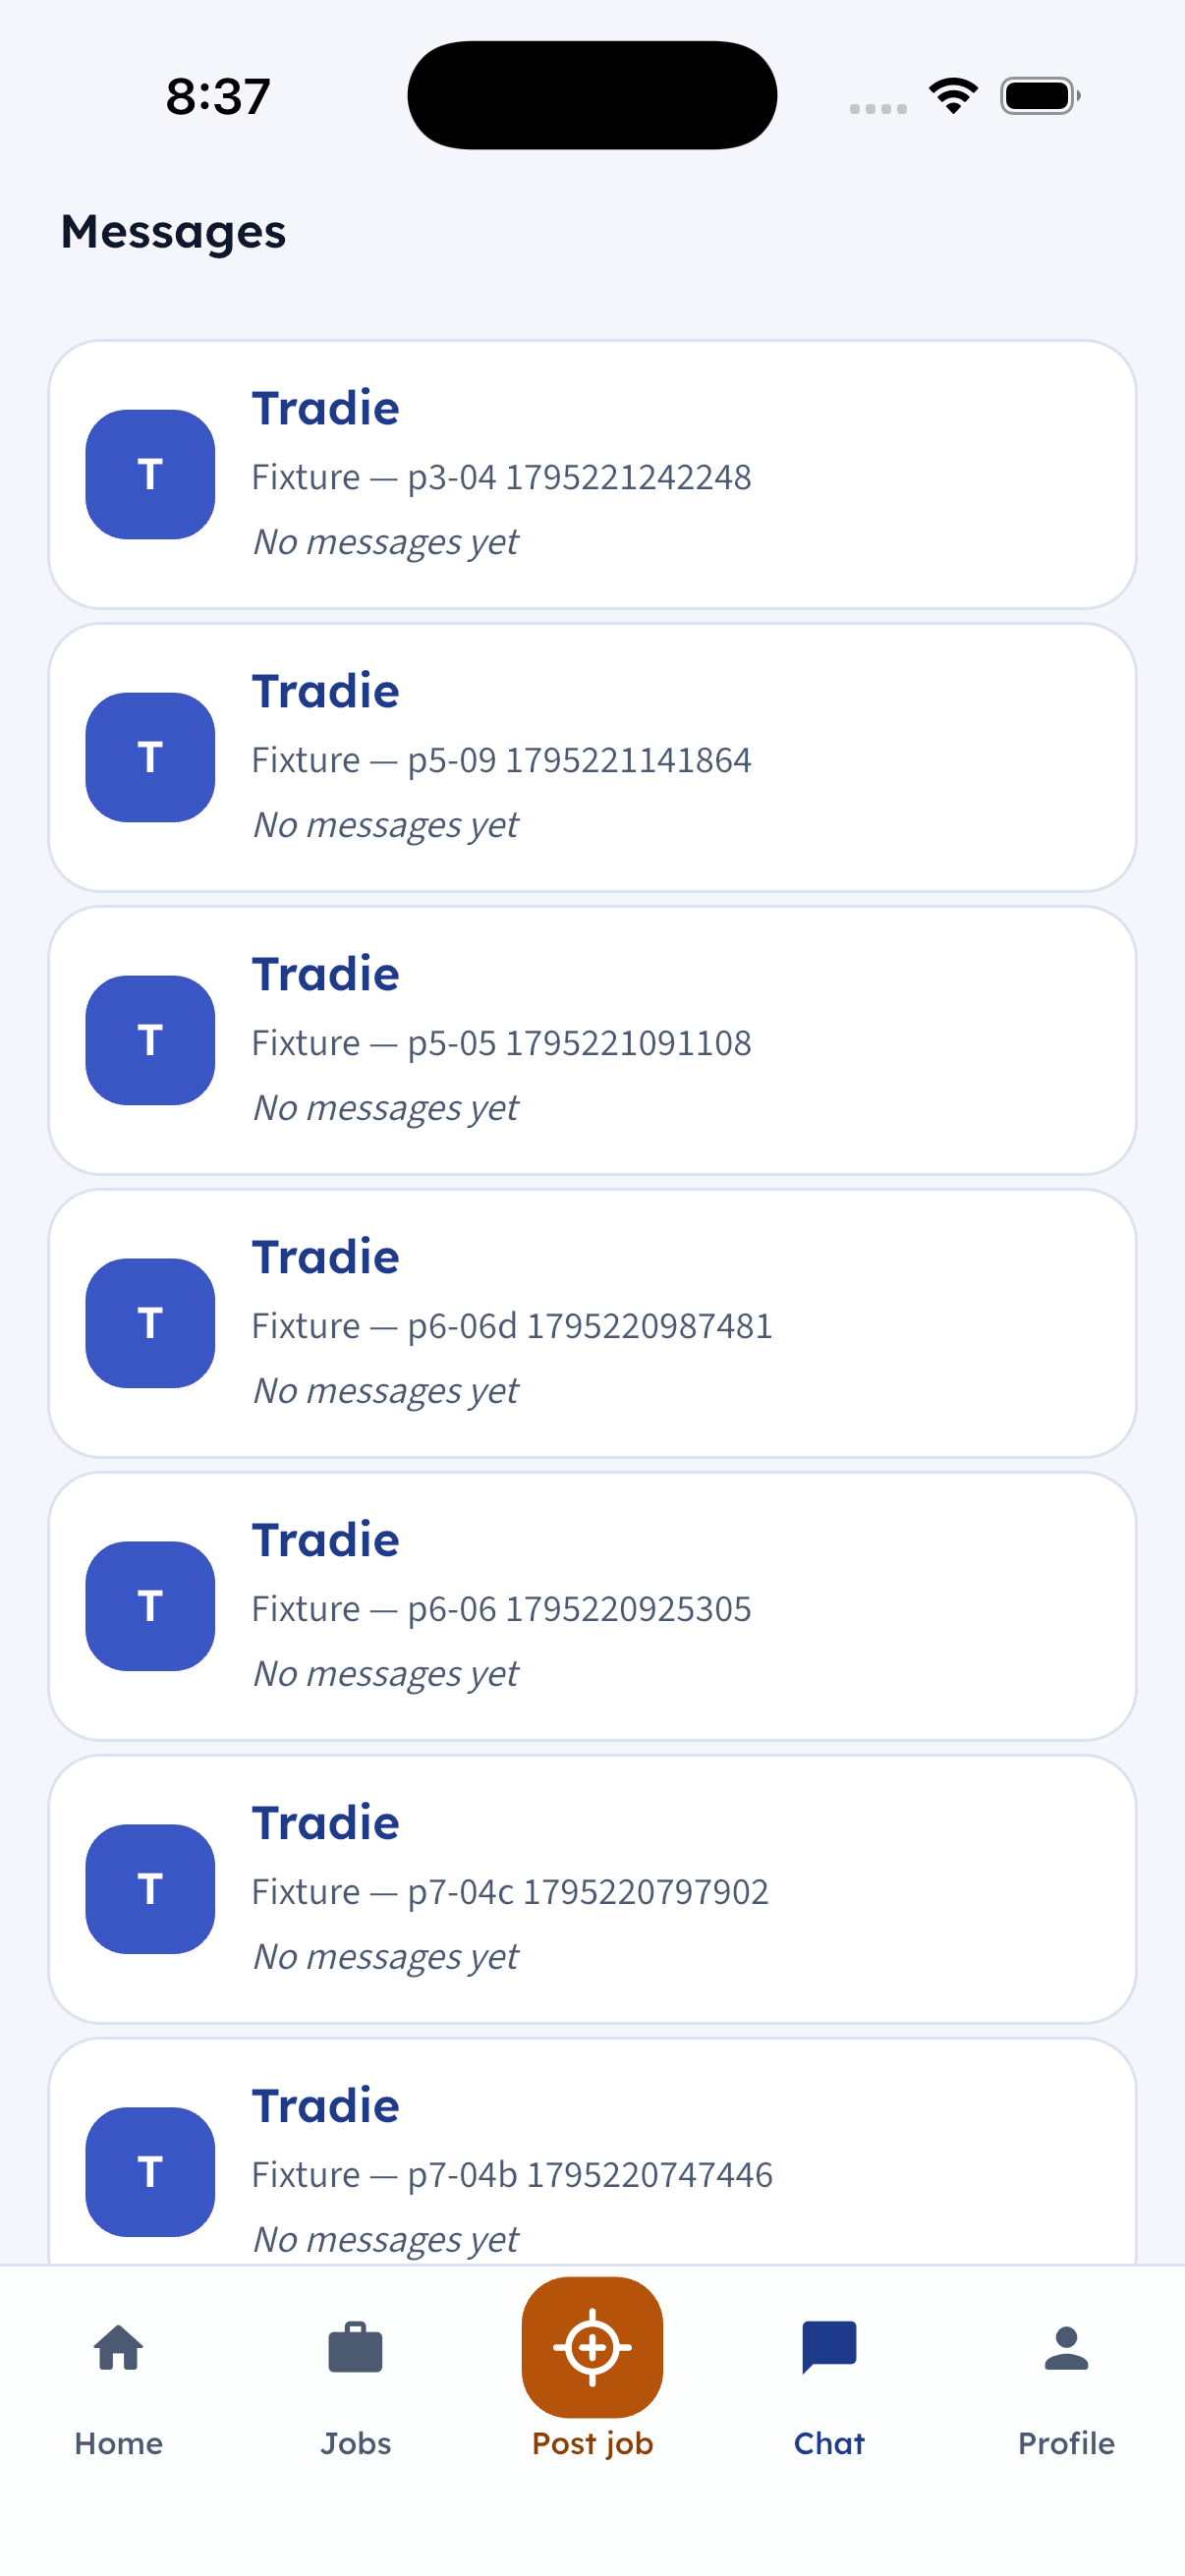 8:37
Messages
T
Tradie
Fixture — p3-04 1795221242248
No messages yet
T
Tradie
Fixture — p5-09 1795221141864
No messages yet
T
Tradie
Fixture — p5-05 1795221091108
No messages yet
T
Tradie
Fixture — p6-06d 1795220987481
No messages yet
T
Tradie
Fixture — p6-06 1795220925305
No messages yet
T
Tradie
Fixture — p7-04c 1795220797902
No messages yet
T
Tradie
Fixture — p7-04b 1795220747446
No messages yet
Home
Jobs
Post job
Chat
Profile